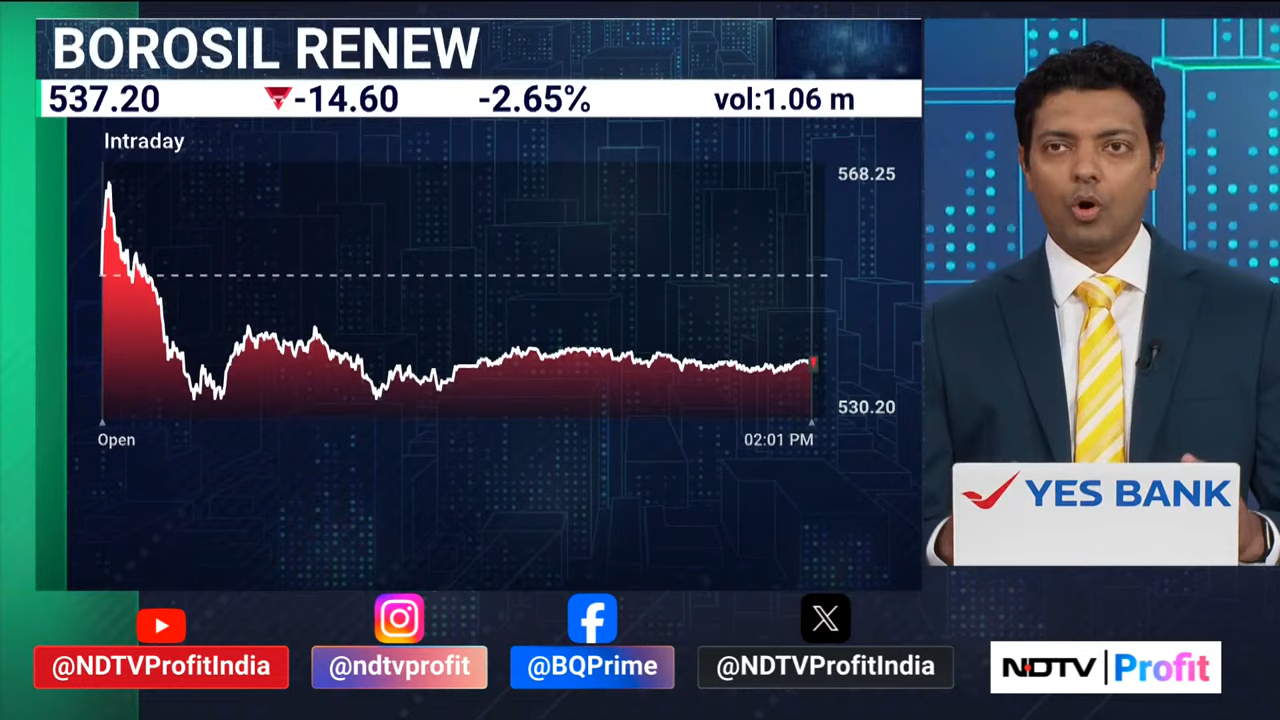 BOROSIL RENEW
537.20 -14.60 -2.65% vol:1.06 m
Intraday
568.25
530.20
Open
02:01 PM
YES BANK
@NDTVProfitIndia
@ndtvprofit
@BQPrime
@NDTVProfitIndia
NDTV Profit